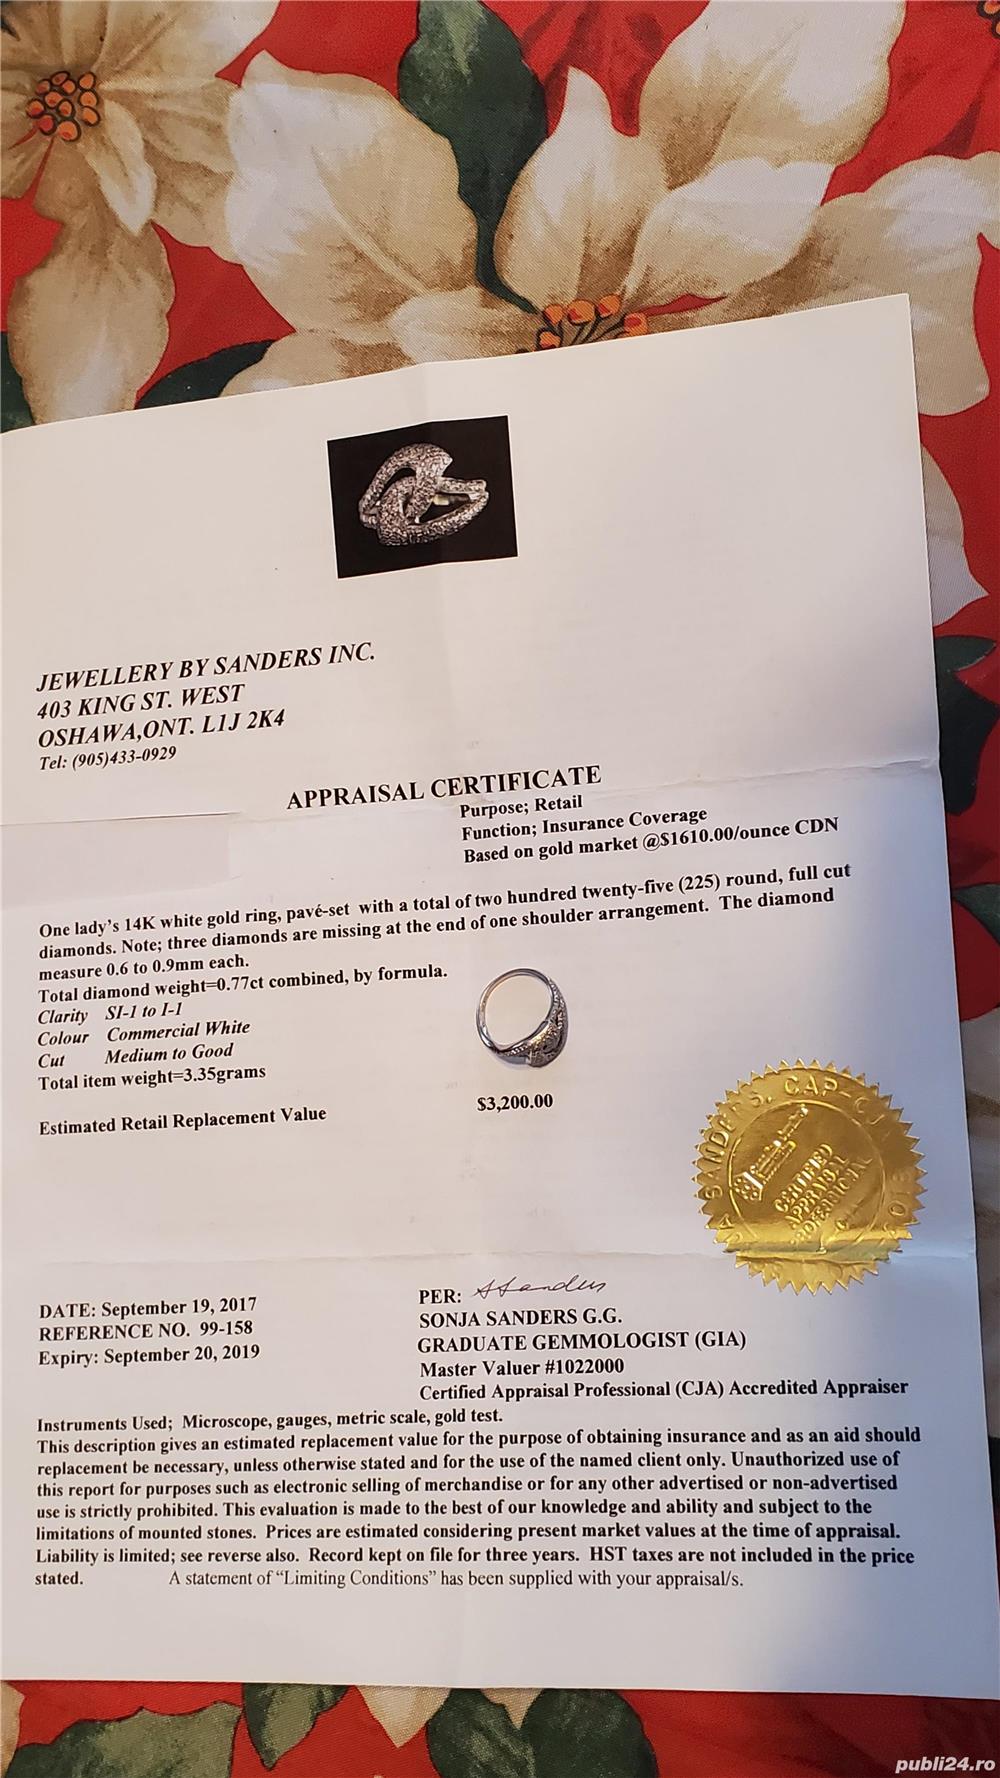 JEWELLERY BY SANDERS INC.
403 KING ST. WEST
OSHAWA,ONT. L1J 2K4
Tel: (905)433-0929
APPRAISAL CERTIFICATE
Purpose; Retail
Function; Insurance Coverage
Based on gold market @$1610.00/ounce CDN
One lady's 14K white gold ring, pavé-set with a total of two hundred twenty-five (225) round, full cut
diamonds. Note; three diamonds are missing at the end of one shoulder arrangement. The diamond
measure 0.6 to 0.9mm each.
Total diamond weight=0.77ct combined, by formula.
Clarity SI-1 to I-1
Colour Commercial White
Cut Medium to Good
Total item weight=3.35grams
Estimated Retail Replacement Value $3,200.00
SANDERS, CAP-CJA
CERTIFIED
APPRAISAL
PROFESSIONAL
DATE: September 19, 2017
REFERENCE NO. 99-158
Expiry: September 20, 2019
PER: SSanders
SONJA SANDERS G.G.
GRADUATE GEMMOLOGIST (GIA)
Master Valuer #1022000
Certified Appraisal Professional (CJA) Accredited Appraiser
Instruments Used; Microscope, gauges, metric scale, gold test.
This description gives an estimated replacement value for the purpose of obtaining insurance and as an aid should
replacement be necessary, unless otherwise stated and for the use of the named client only. Unauthorized use of
this report for purposes such as electronic selling of merchandise or for any other advertised or non-advertised
use is strictly prohibited. This evaluation is made to the best of our knowledge and ability and subject to the
limitations of mounted stones. Prices are estimated considering present market values at the time of appraisal.
Liability is limited; see reverse also. Record kept on file for three years. HST taxes are not included in the price
stated. A statement of “Limiting Conditions” has been supplied with your appraisal/s.
publi24.ro